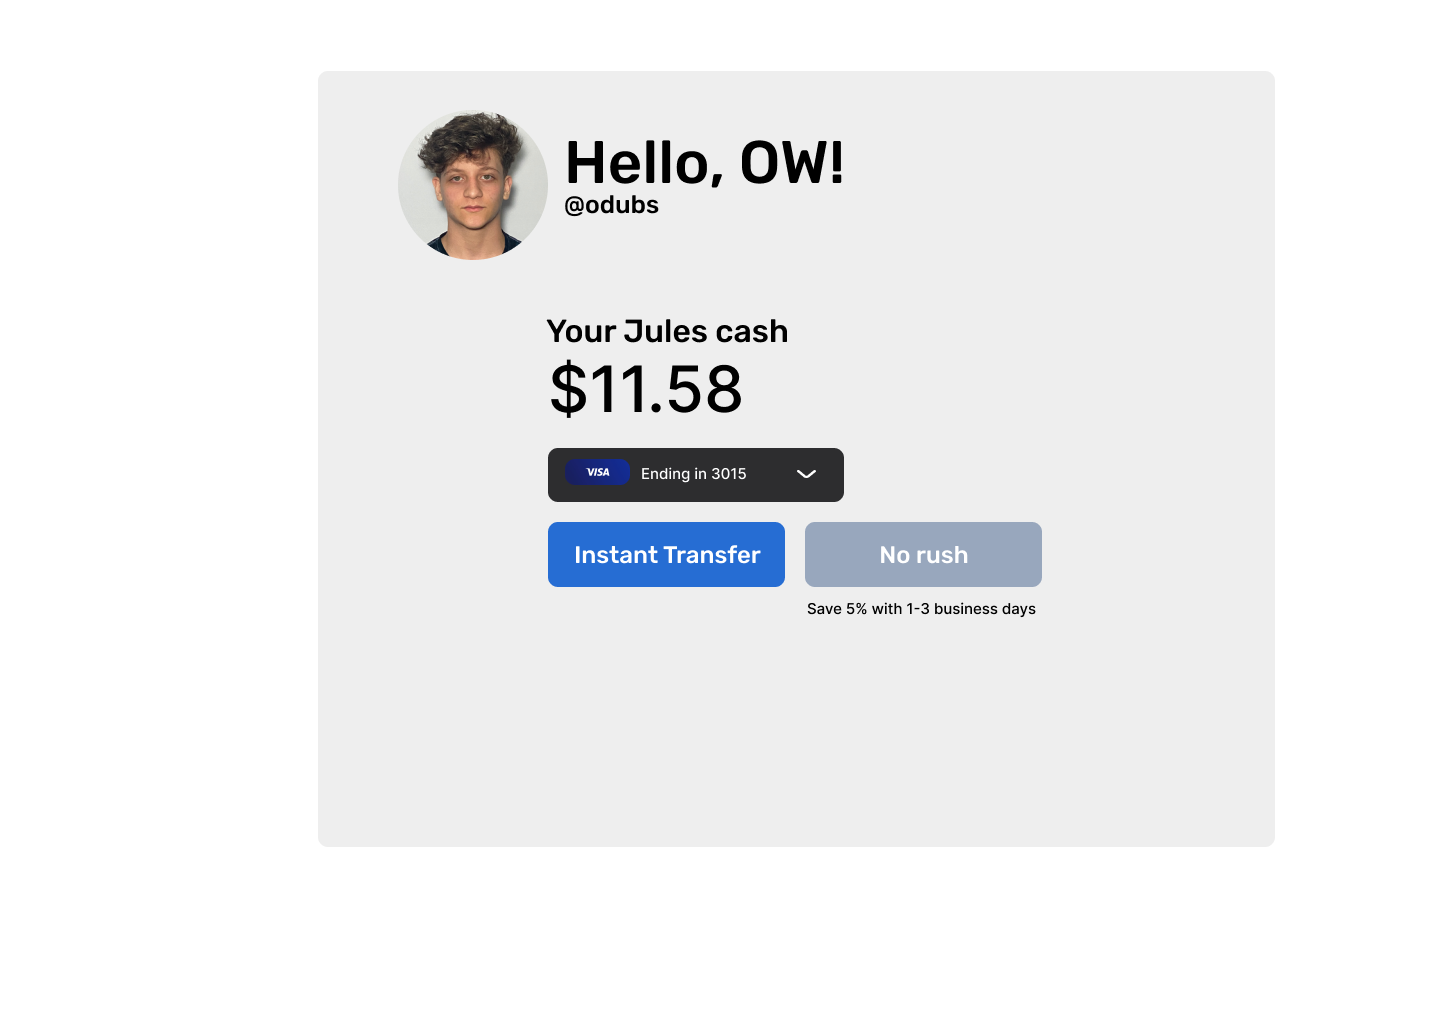 Hello, OW!
@odubs
Your Jules cash
$11.58
VISA Ending in 3015
Instant Transfer
No rush
Save 5% with 1-3 business days